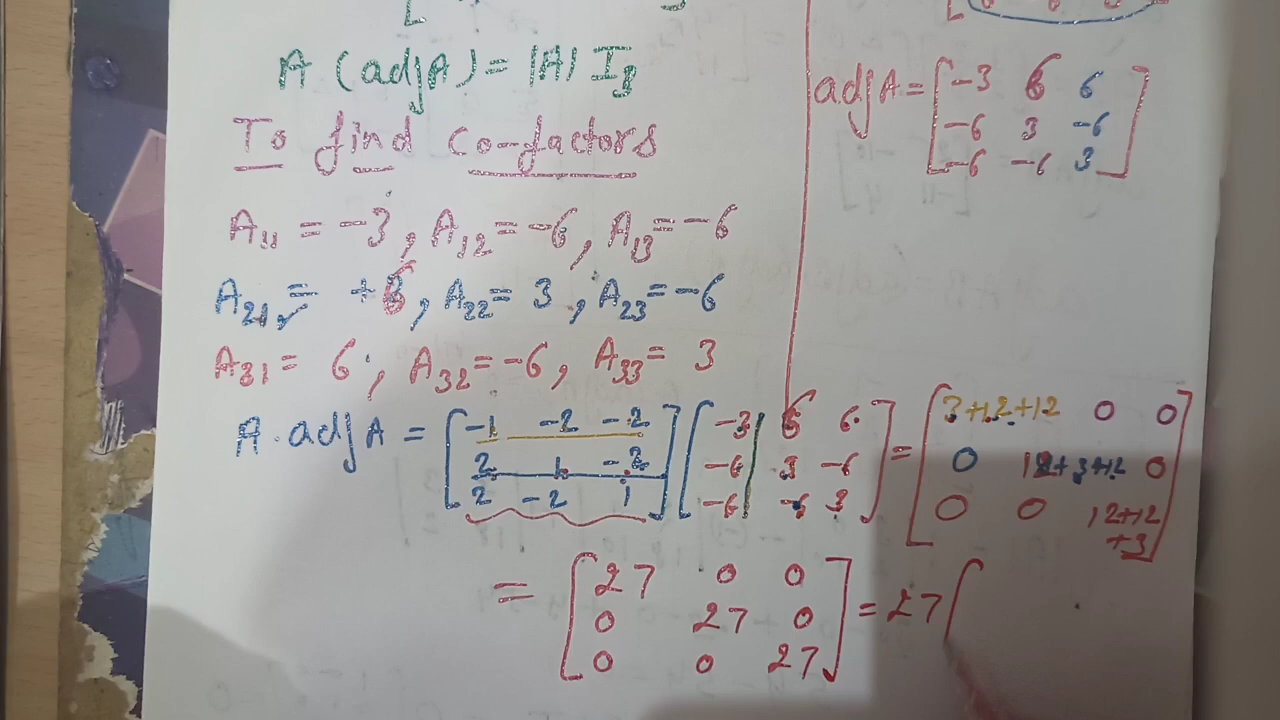 A (adj A) = |A| I3
To find co-factors
A11 = -3, A12 = -6, A13 = -6
A21 = +6, A22 = 3, A23 = -6
A31 = 6, A32 = -6, A33 = 3
adj A = [-3 6 6
-6 3 -6
-6 -6 3]
A. adj A = [-1 -2 -2 ] [-3 6 6 ] = [3+12+12 0 0
2 1 -2 -6 3 -6 0 12+3+12 0
2 -2 1 -6 -6 3 0 0 12+12
+3]
= [27 0 0
0 27 0 = 27[
0 0 27]